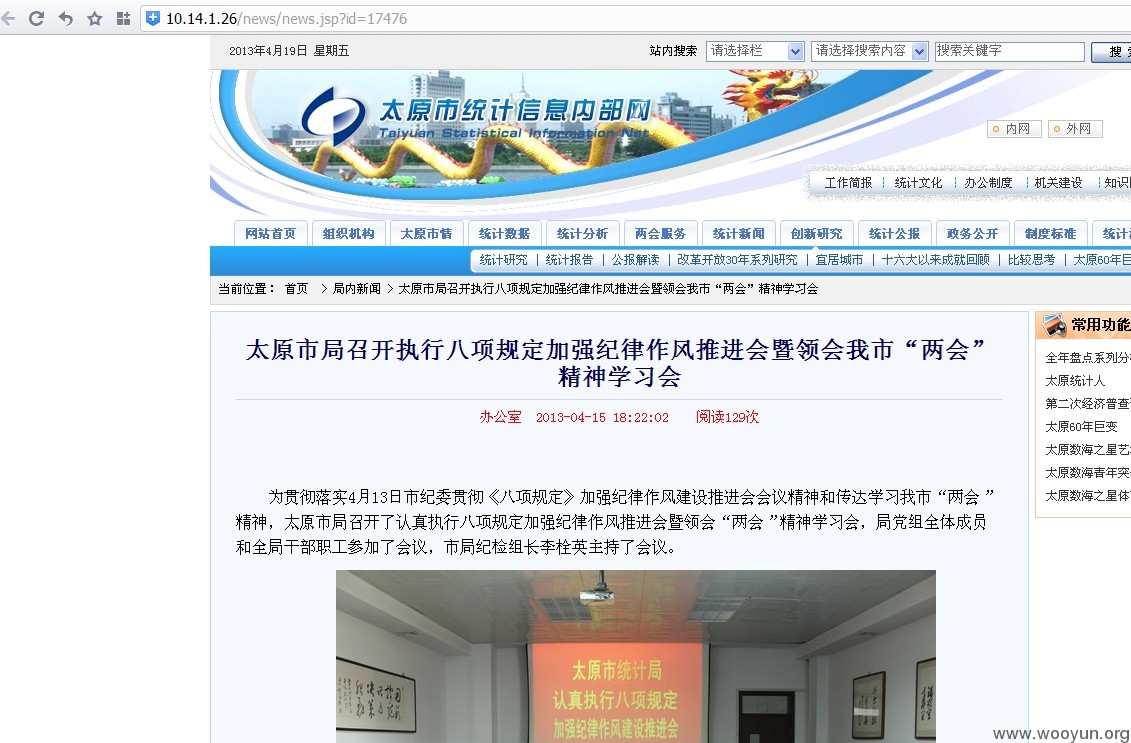 10.14.1.26/news/news.jsp?id=17476
2013年4月19日 星期五
站内搜索 请选择栏 请选择搜索内容 搜索关键字 搜
太原市统计信息内部网
Taiyuan Statistical Information Net
内网 外网
工作简报 统计文化 办公制度 机关建设 知识
网站首页 组织机构 太原市情 统计数据 统计分析 两会服务 统计新闻 创新研究 统计公报 政务公开 制度标准 统计
统计研究 | 统计报告 | 公报解读 | 改革开放30年系列研究 | 宜居城市 | 十六大以来成就回顾 | 比较思考 | 太原60年巨
当前位置： 首页 > 局内新闻 > 太原市局召开执行八项规定加强纪律作风推进会暨领会我市“两会”精神学习会
太原市局召开执行八项规定加强纪律作风推进会暨领会我市“两会”
精神学习会
办公室 2013-04-15 18:22:02 阅读129次
为贯彻落实4月13日市纪委贯彻《八项规定》加强纪律作风建设推进会会议精神和传达学习我市“两会 ”
精神，太原市局召开了认真执行八项规定加强纪律作风推进会暨领会“两会 ”精神学习会，局党组全体成员
和全局干部职工参加了会议，市局纪检组长李栓英主持了会议。
太原市统计局
认真执行八项规定
加强纪律作风建设推进会
常用功能
全年盘点系列分
太原统计人
第二次经济普查
太原60年巨变
太原数海之星艺
太原数海青年突
太原数海之星体
www.wooyun.org